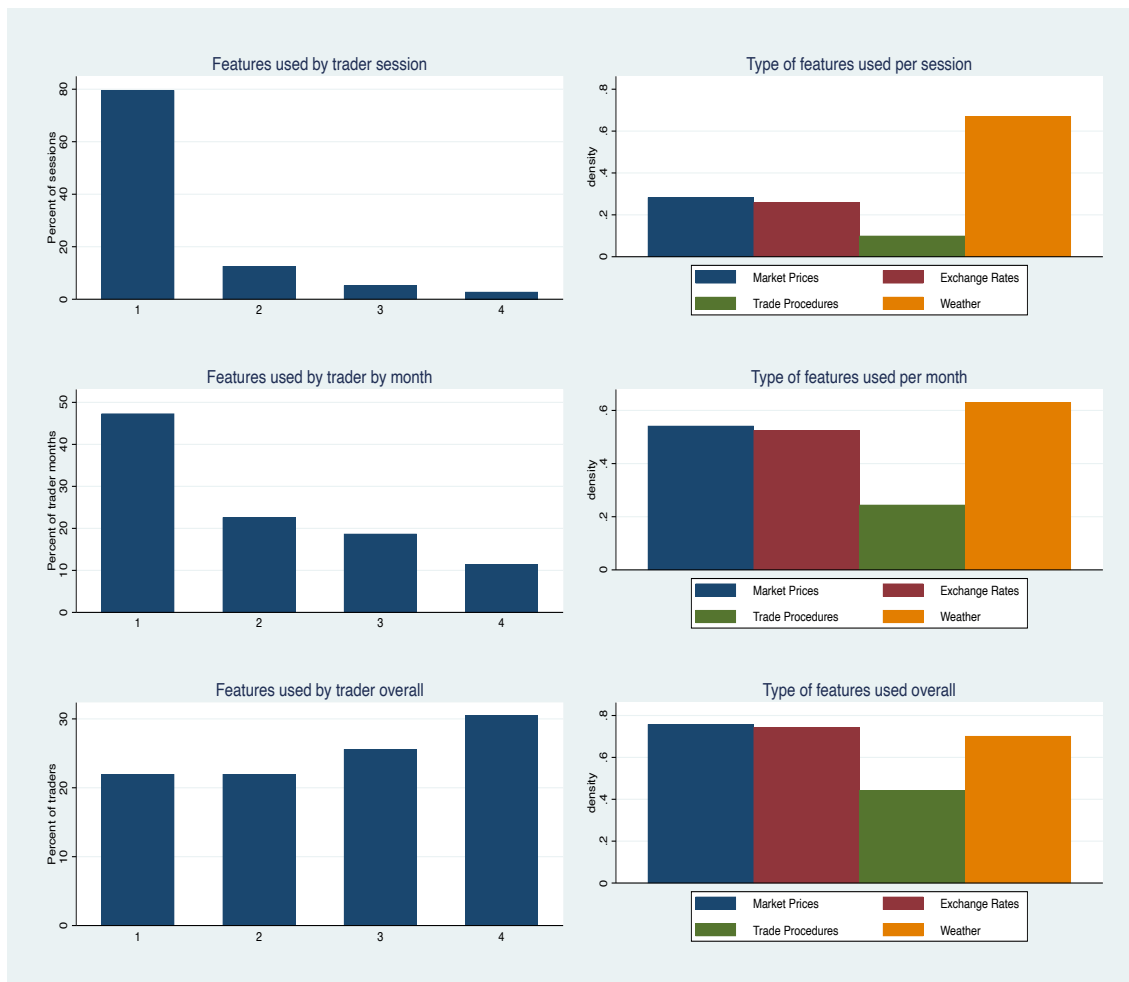 Features used by trader session
Percent of sessions
80
60
40
20
0
1 2 3 4
Type of features used per session
density
.8
.6
.4
.2
0
Market Prices Exchange Rates
Trade Procedures Weather
Features used by trader by month
Percent of trader months
50
40
30
20
10
0
1 2 3 4
Type of features used per month
density
.6
.4
.2
0
Market Prices Exchange Rates
Trade Procedures Weather
Features used by trader overall
Percent of traders
30
20
10
0
1 2 3 4
Type of features used overall
density
.8
.6
.4
.2
0
Market Prices Exchange Rates
Trade Procedures Weather